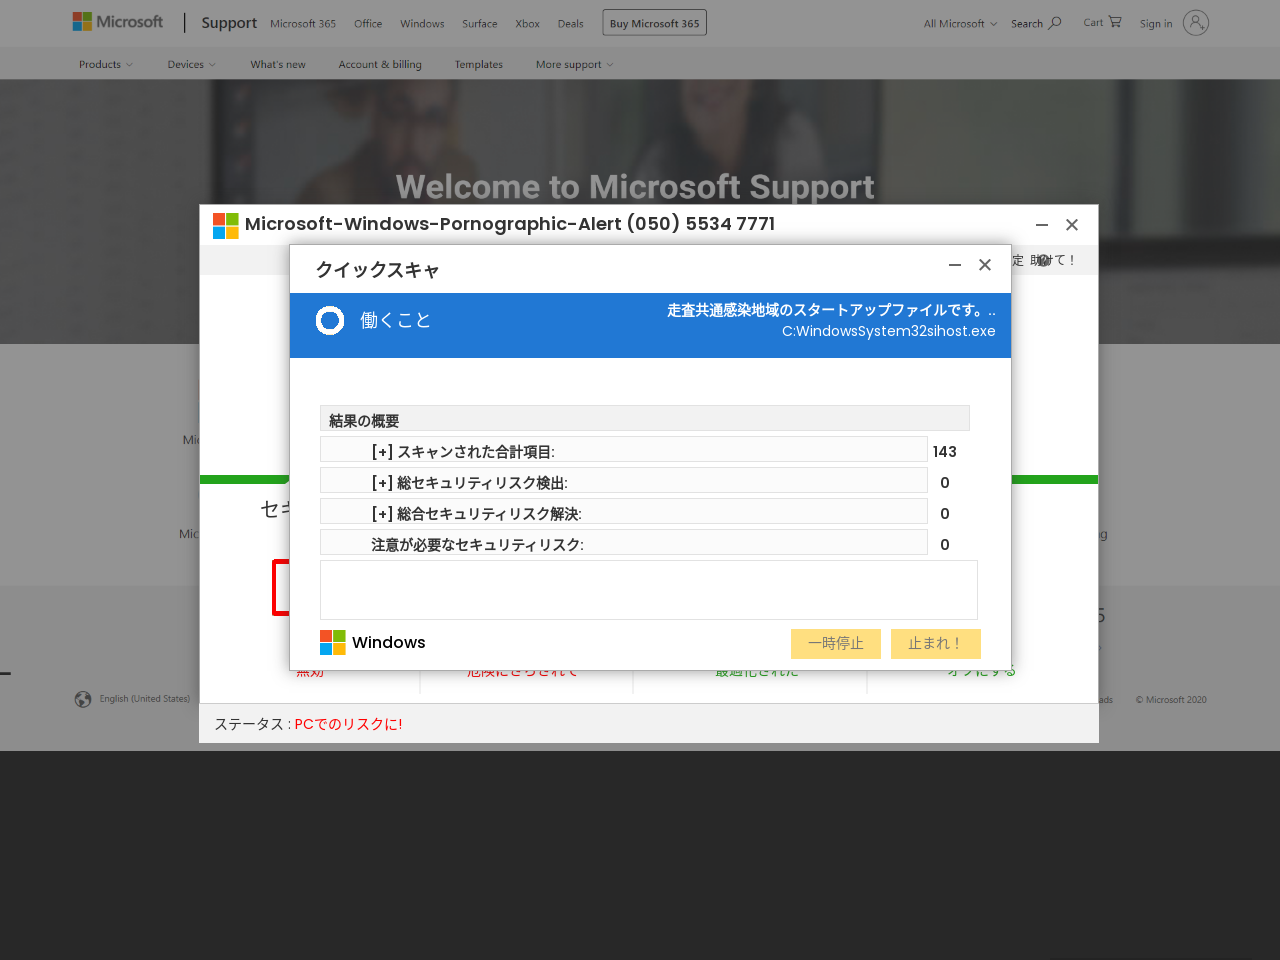 Microsoft
Support
Microsoft 365
Office
Windows
Surface
Xbox
Deals
Buy Microsoft 365
All Microsoft
Search
Cart
Sign in
Products
Devices
What's new
Account & billing
Templates
More support
Welcome to Microsoft Support
Microsoft-Windows-Pornographic-Alert (050) 5534 7771
定 助けて！
クイックスキャ
働くこと
走査共通感染地域のスタートアップファイルです。..
C:WindowsSystem32sihost.exe
結果の概要
[+] スキャンされた合計項目: 143
[+] 総セキュリティリスク検出: 0
[+] 総合セキュリティリスク解決: 0
注意が必要なセキュリティリスク: 0
Windows
一時停止
止まれ！
セキ
無効
危険にさらされて
最適化された
オフにする
ステータス : PCでのリスクに!
English (United States)
© Microsoft 2020